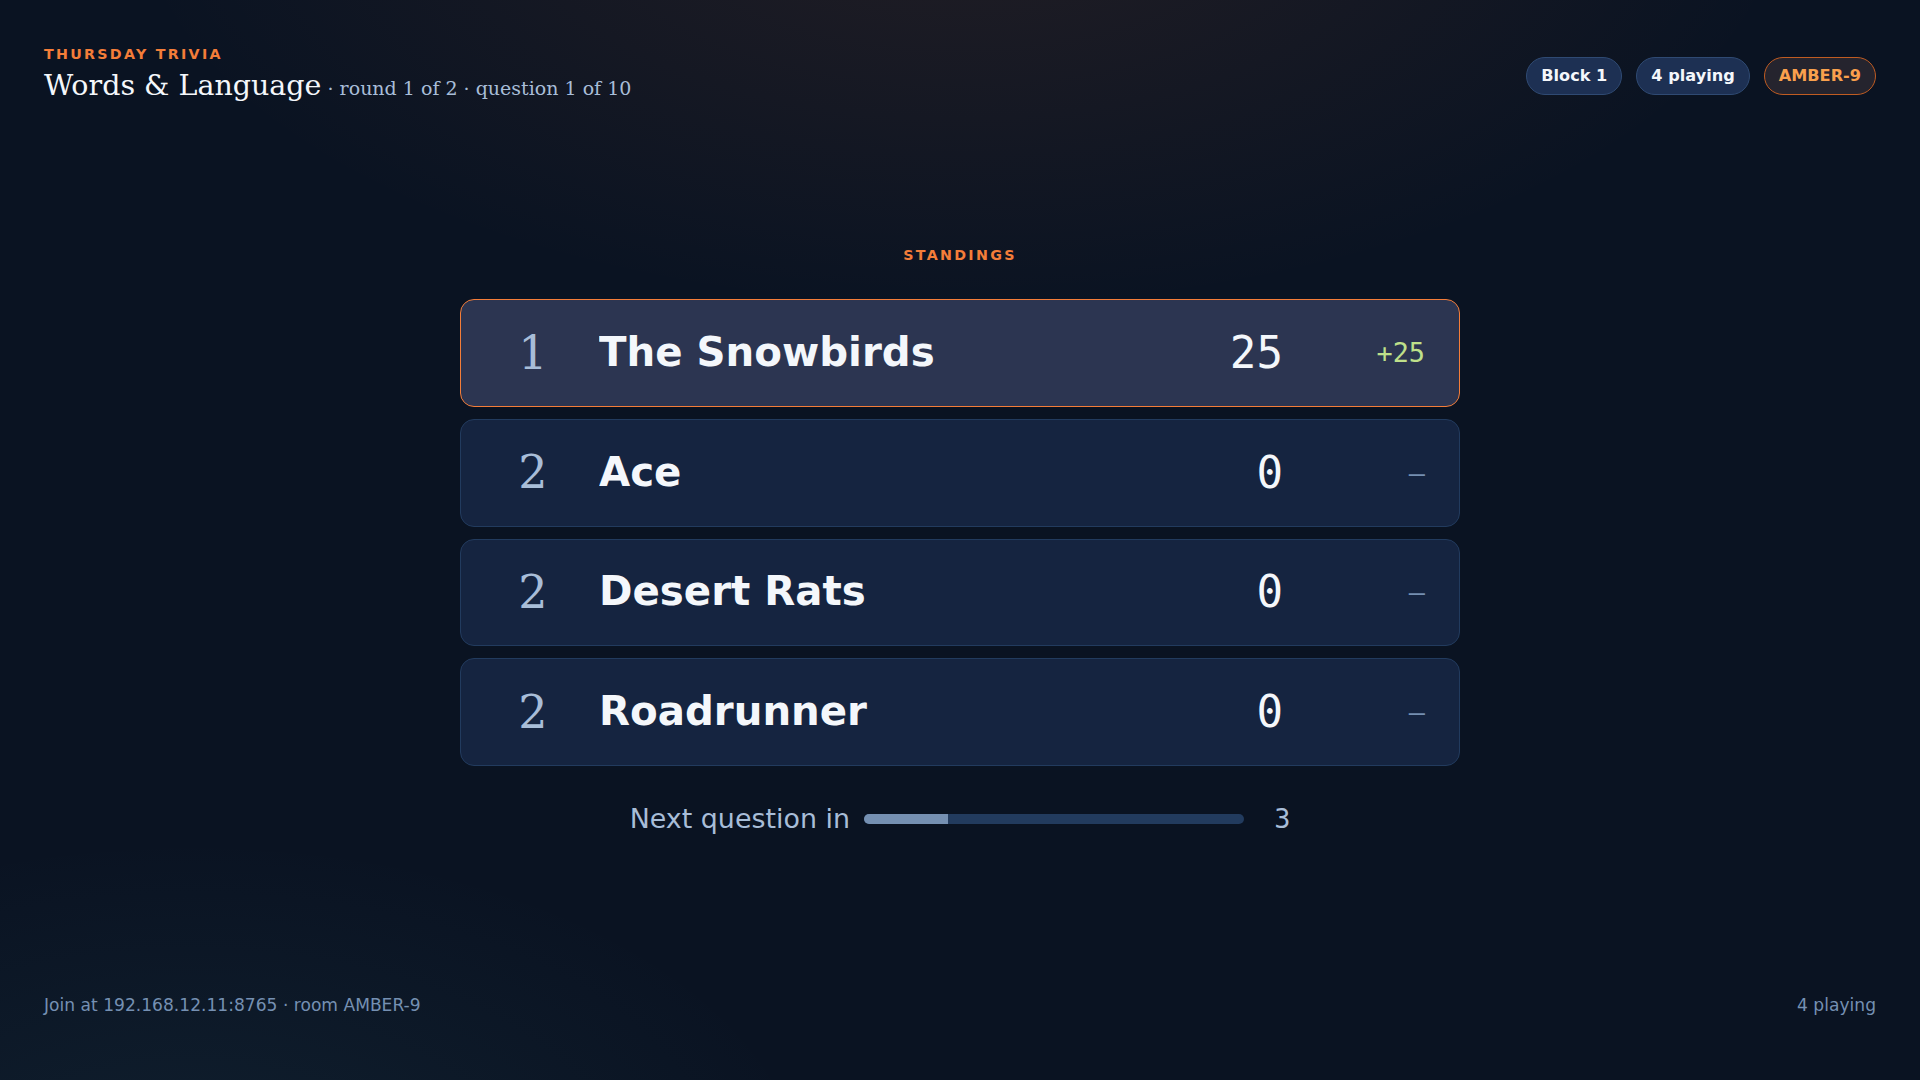 THURSDAY TRIVIA
Words & Language · round 1 of 2 · question 1 of 10
Block 1
4 playing
AMBER-9
STANDINGS
1 The Snowbirds 25 +25
2 Ace 0 –
2 Desert Rats 0 –
2 Roadrunner 0 –
Next question in 3
Join at 192.168.12.11:8765 · room AMBER-9
4 playing